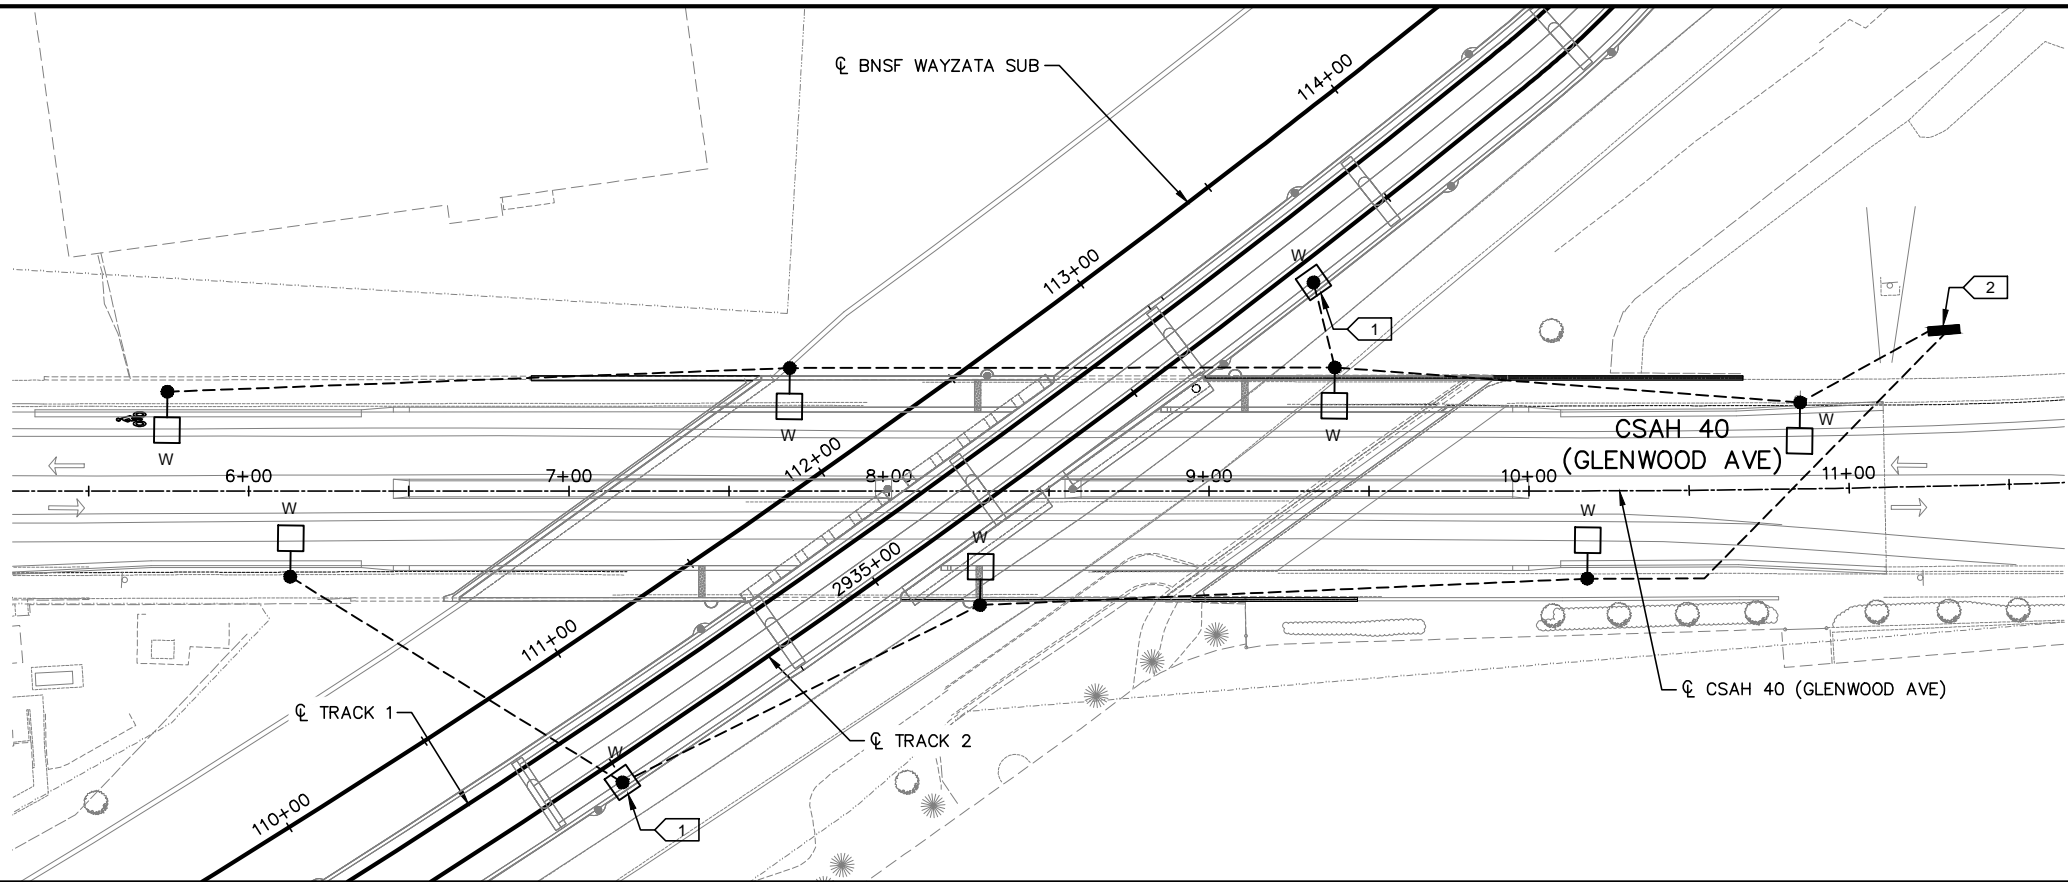 ℄ BNSF WAYZATA SUB
114+00
113+00
W
2
1
CSAH 40
(GLENWOOD AVE)
W
W
W
W
112+00
6+00
7+00
8+00
9+00
10+00
11+00
W
W
W
2935+00
111+00
℄ CSAH 40 (GLENWOOD AVE)
℄ TRACK 1
℄ TRACK 2
W
110+00
1